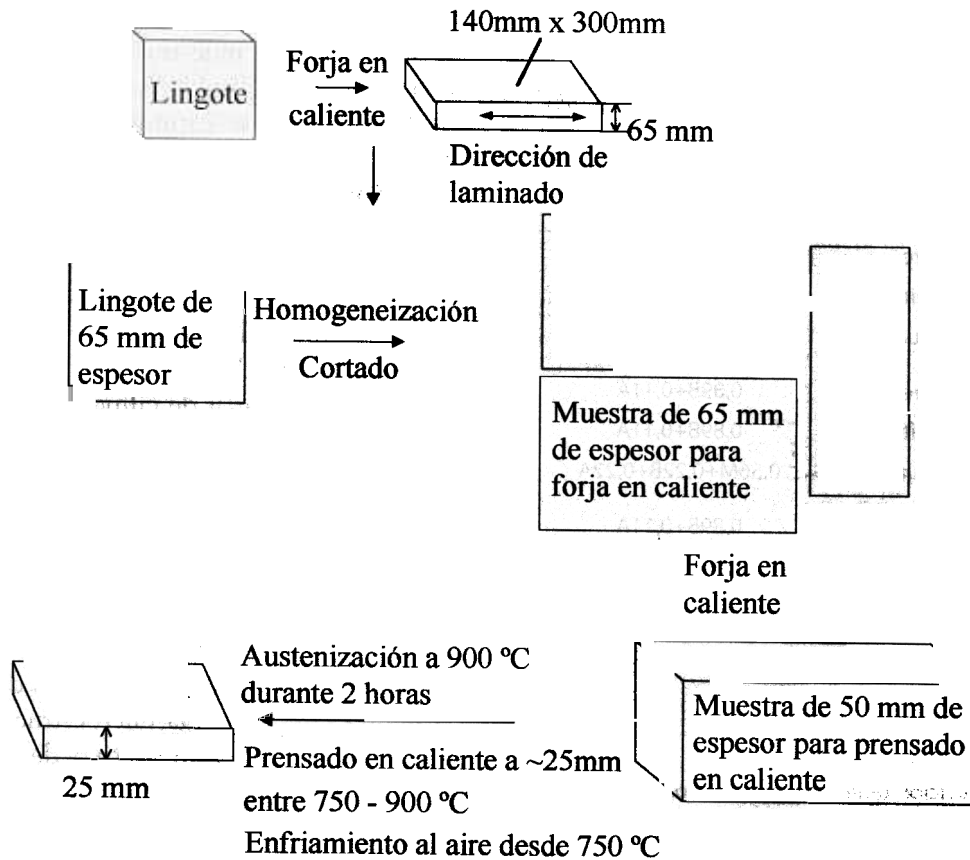 140mm x 300mm
Lingote
Forja en
caliente
65 mm
Dirección de
laminado
Lingote de
65 mm de
espesor
Homogeneización
Cortado
Muestra de 65 mm
de espesor para
forja en caliente
Forja en
caliente
Austenización a 900 ºC
durante 2 horas
Prensado en caliente a ~25mm
entre 750 - 900 ºC
Enfriamiento al aire desde 750 ºC
25 mm
Muestra de 50 mm de
espesor para prensado
en caliente